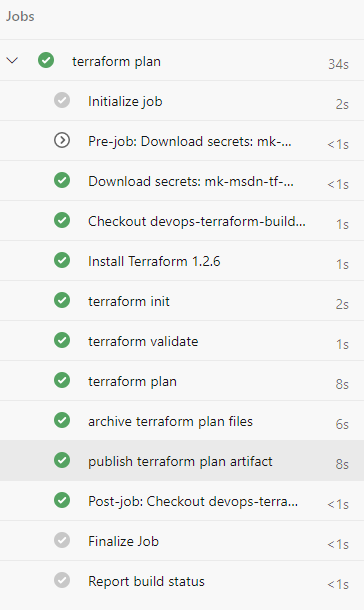 Jobs
terraform plan 34s
Initialize job 2s
Pre-job: Download secrets: mk-... <1s
Download secrets: mk-msdn-tf-... <1s
Checkout devops-terraform-build... 1s
Install Terraform 1.2.6 1s
terraform init 2s
terraform validate 1s
terraform plan 8s
archive terraform plan files 6s
publish terraform plan artifact 8s
Post-job: Checkout devops-terra... <1s
Finalize Job <1s
Report build status <1s